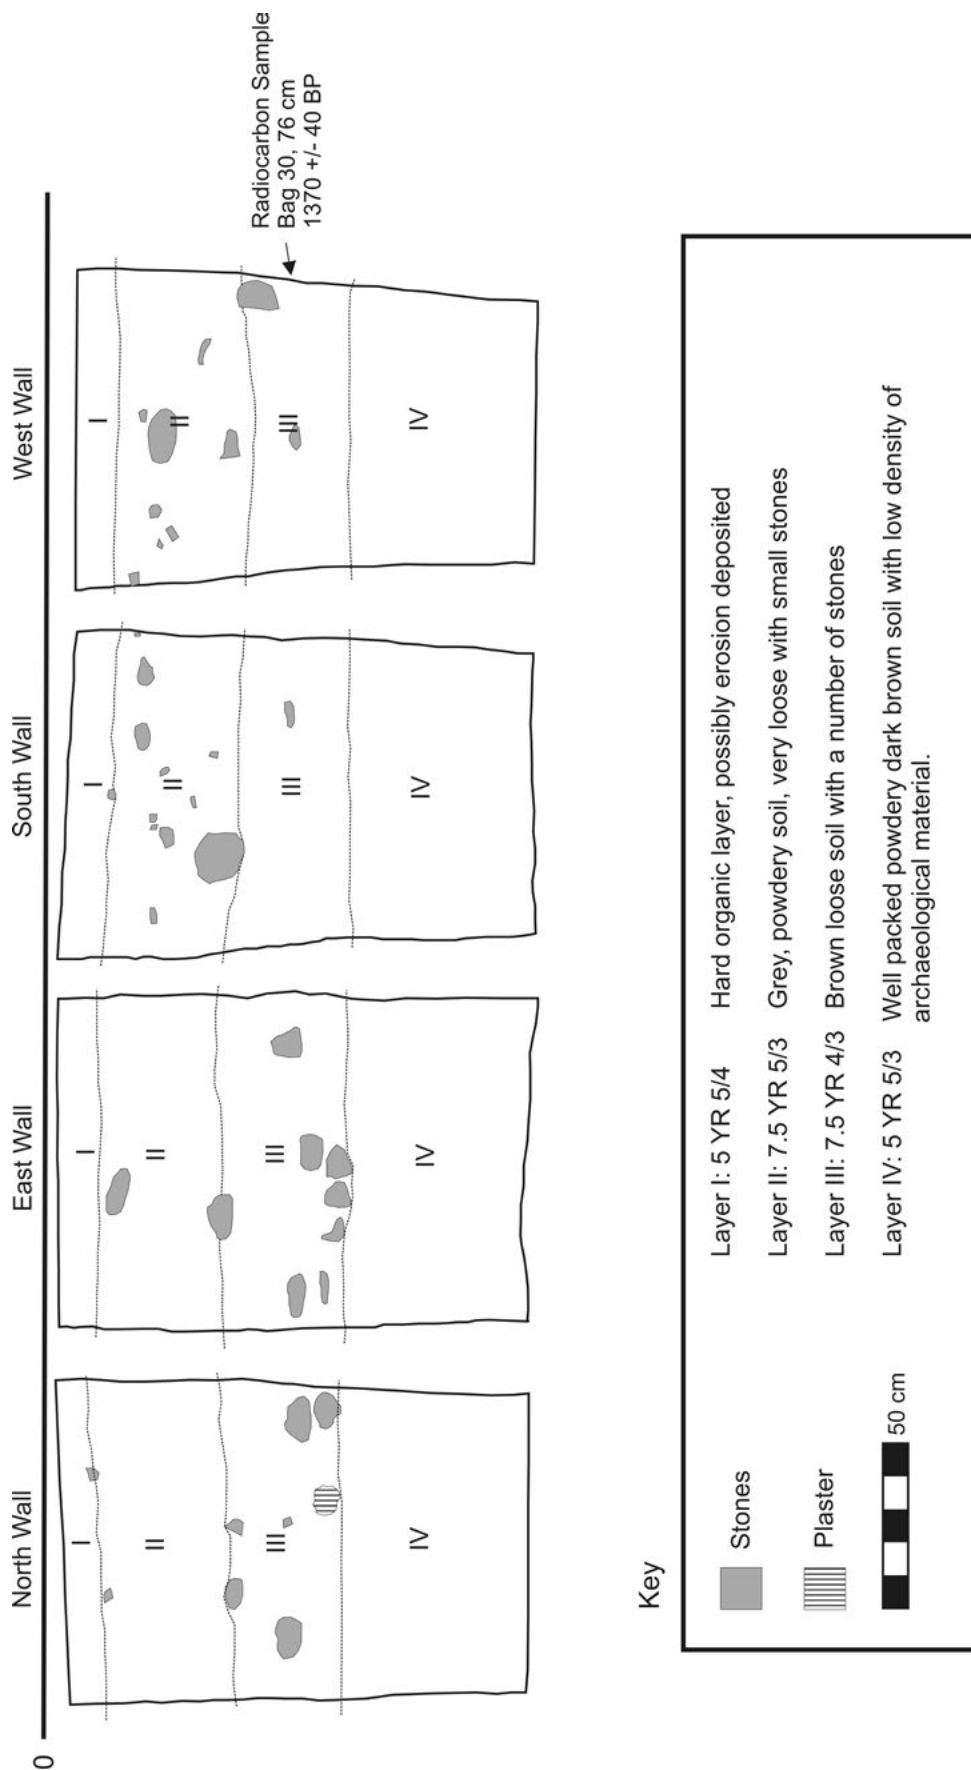 0
North Wall
East Wall
South Wall
West Wall
I
II
III
IV
I
II
III
IV
I
II
III
IV
I
II
III
IV
Radiocarbon Sample
Bag 30, 76 cm
1370 +/- 40 BP
Key
Stones
Plaster
50 cm
Layer I: 5 YR 5/4 Hard organic layer, possibly erosion deposited
Layer II: 7.5 YR 5/3 Grey, powdery soil, very loose with small stones
Layer III: 7.5 YR 4/3 Brown loose soil with a number of stones
Layer IV: 5 YR 5/3 Well packed powdery dark brown soil with low density of
archaeological material.